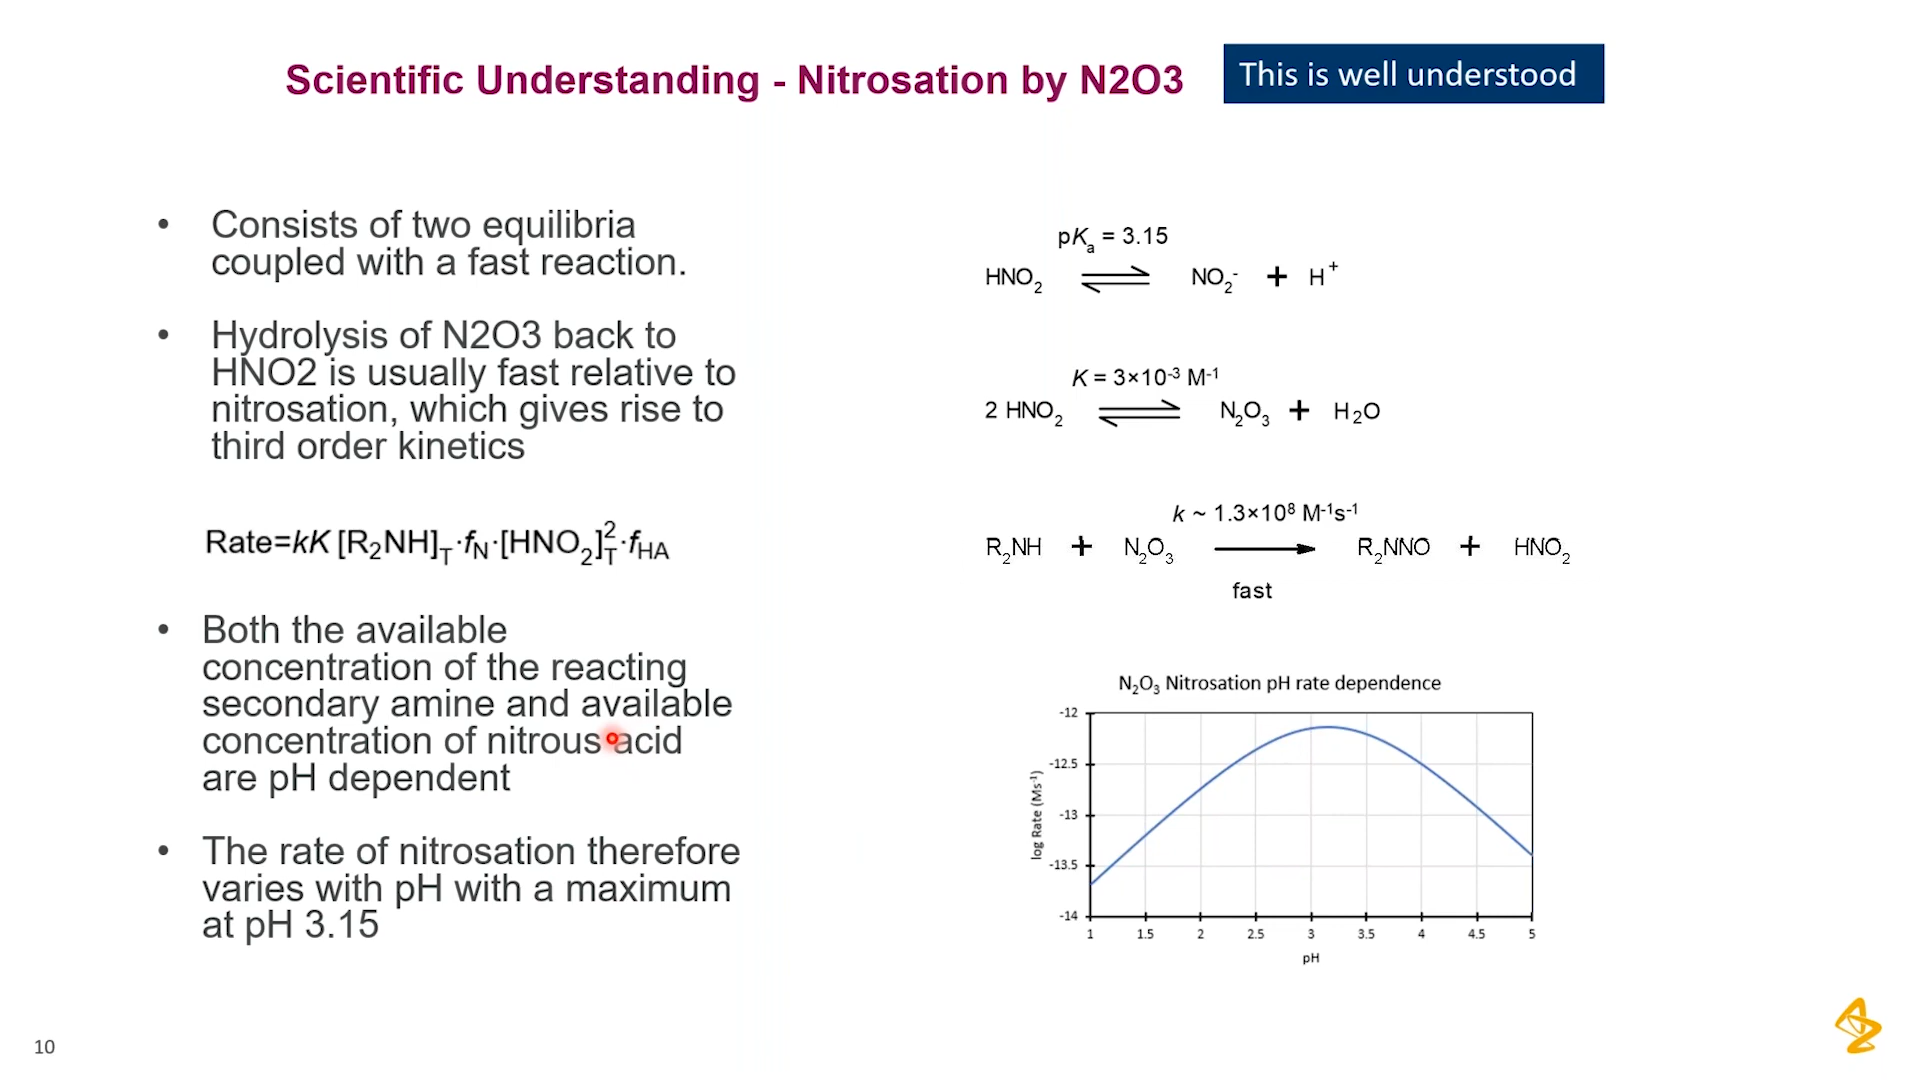 Scientific Understanding - Nitrosation by N2O3
This is well understood
• Consists of two equilibria
coupled with a fast reaction.
• Hydrolysis of N2O3 back to
HNO2 is usually fast relative to
nitrosation, which gives rise to
third order kinetics
Rate=kK [R₂NH]_T·f_N·[HNO₂]²_T·f_HA
• Both the available
concentration of the reacting
secondary amine and available
concentration of nitrous acid
are pH dependent
• The rate of nitrosation therefore
varies with pH with a maximum
at pH 3.15
pKₐ = 3.15
HNO₂ ⇌ NO₂⁻ + H⁺
K = 3×10⁻³ M⁻¹
2 HNO₂ ⇌ N₂O₃ + H₂O
k ~ 1.3×10⁸ M⁻¹s⁻¹
R₂NH + N₂O₃ → R₂NNO + HNO₂
fast
N₂O₃ Nitrosation pH rate dependence
log Rate (Ms⁻¹)
-12
-12.5
-13
-13.5
-14
1 1.5 2 2.5 3 3.5 4 4.5 5
pH
10